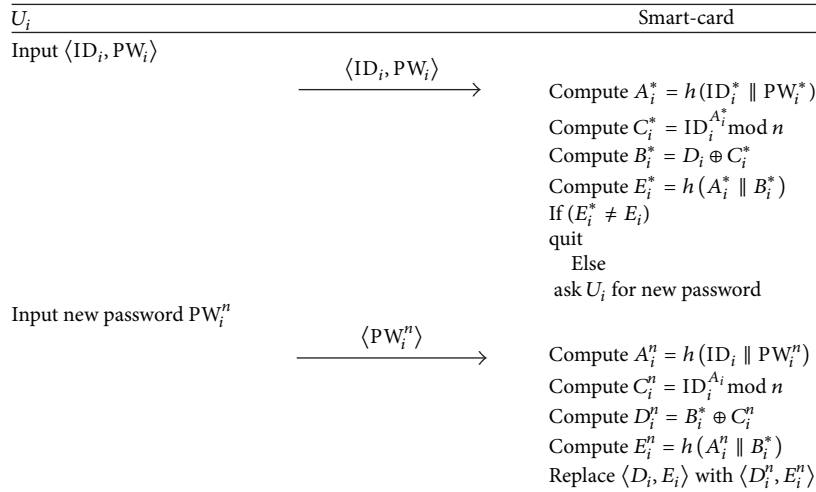 U_i Smart-card
Input ⟨ID_i, PW_i⟩
⟨ID_i, PW_i⟩
Compute A_i^* = h(ID_i^* ∥ PW_i^*)
Compute C_i^* = ID_i^{A_i^*} mod n
Compute B_i^* = D_i ⊕ C_i^*
Compute E_i^* = h(A_i^* ∥ B_i^*)
If (E_i^* ≠ E_i)
quit
Else
ask U_i for new password
Input new password PW_i^n
⟨PW_i^n⟩
Compute A_i^n = h(ID_i ∥ PW_i^n)
Compute C_i^n = ID_i^{A_i} mod n
Compute D_i^n = B_i^* ⊕ C_i^n
Compute E_i^n = h(A_i^n ∥ B_i^*)
Replace ⟨D_i, E_i⟩ with ⟨D_i^n, E_i^n⟩